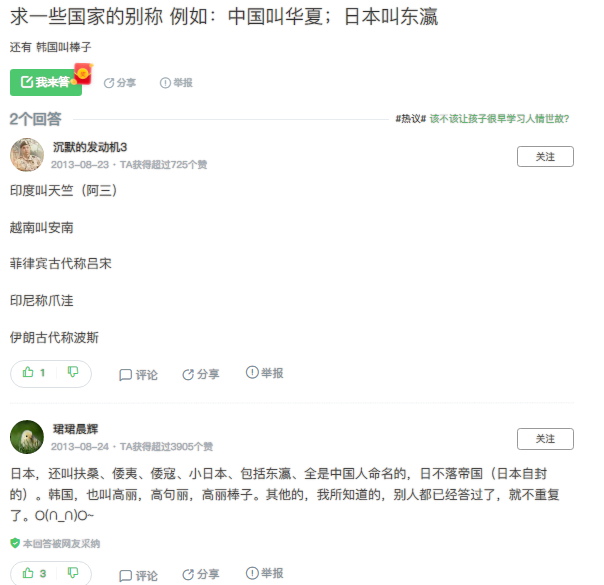 求一些国家的别称 例如：中国叫华夏；日本叫东瀛
还有 韩国叫棒子
我来答 分享 举报
2个回答 #热议# 该不该让孩子很早学习人情世故?
沉默的发动机3
2013-08-23 · TA获得超过725个赞 关注
印度叫天竺（阿三）
越南叫安南
菲律宾古代称吕宋
印尼称爪洼
伊朗古代称波斯
1 评论 分享 举报
珺珺晨辉
2013-08-24 · TA获得超过3905个赞 关注
日本，还叫扶桑、倭夷、倭寇、小日本、包括东瀛、全是中国人命名的，日不落帝国（日本自封
的）。韩国，也叫高丽，高句丽，高丽棒子。其他的，我所知道的，别人都已经答过了，就不重复
了。O(∩_∩)O~
本回答被网友采纳
3 评论 分享 举报